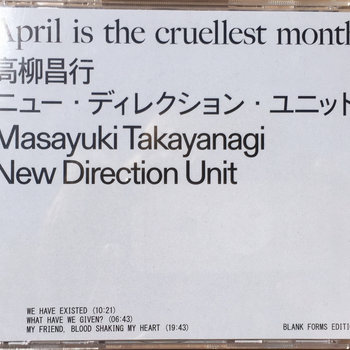 April is the cruellest month
高柳昌行
ニュー・ディレクション・ユニット
Masayuki Takayanagi
New Direction Unit
WE HAVE EXISTED (10:21)
WHAT HAVE WE GIVEN? (06:43)
MY FRIEND, BLOOD SHAKING MY HEART (19:43)
BLANK FORMS EDITIO